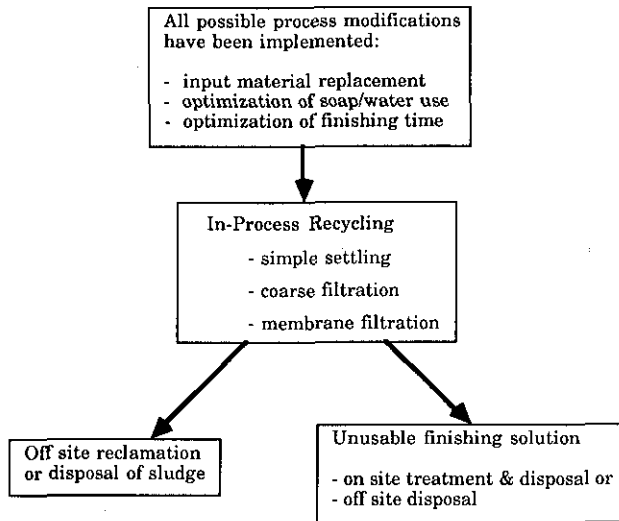 All possible process modifications
have been implemented:
- input material replacement
- optimization of soap/water use
- optimization of finishing time
In-Process Recycling
- simple settling
- coarse filtration
- membrane filtration
Off site reclamation
or disposal of sludge
Unusable finishing solution
- on site treatment & disposal or
- off site disposal